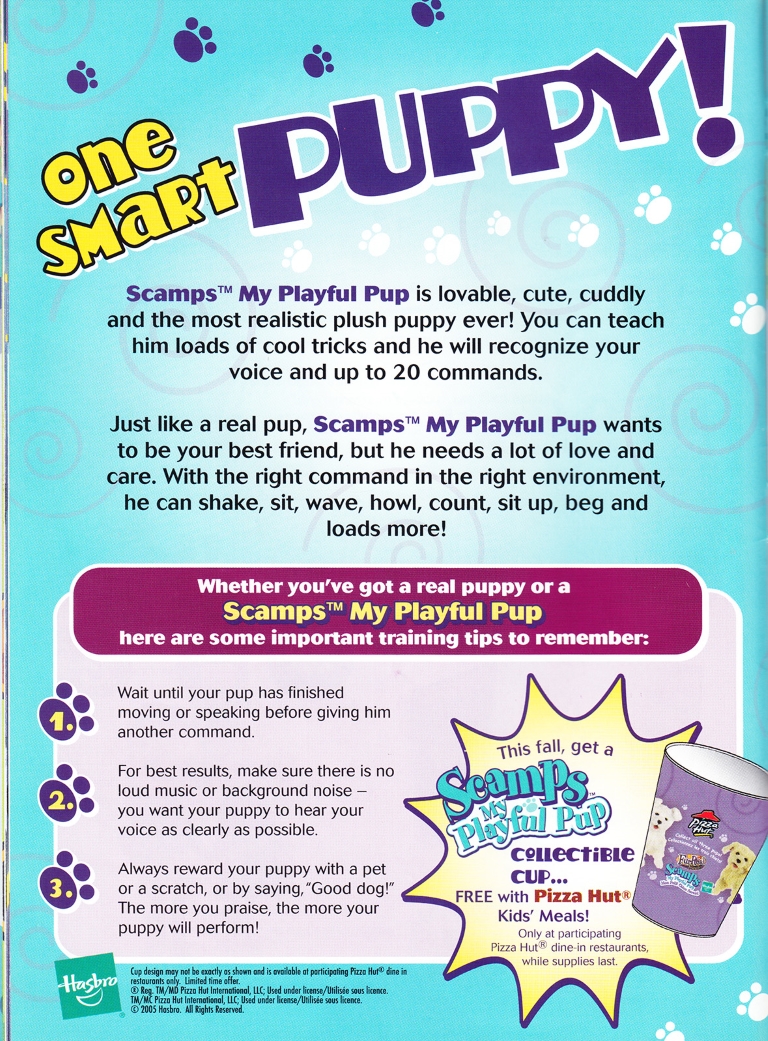 one
smart
PUPPY!
Scamps™ My Playful Pup is lovable, cute, cuddly
and the most realistic plush puppy ever! You can teach
him loads of cool tricks and he will recognize your
voice and up to 20 commands.
Just like a real pup, Scamps™ My Playful Pup wants
to be your best friend, but he needs a lot of love and
care. With the right command in the right environment,
he can shake, sit, wave, howl, count, sit up, beg and
loads more!
Whether you've got a real puppy or a
Scamps™ My Playful Pup
here are some important training tips to remember:
1.
Wait until your pup has finished
moving or speaking before giving him
another command.
2.
For best results, make sure there is no
loud music or background noise –
you want your puppy to hear your
voice as clearly as possible.
3.
Always reward your puppy with a pet
or a scratch, or by saying, "Good dog!"
The more you praise, the more your
puppy will perform!
This fall, get a
Scamps™
My
Playful Pup
collectible
cup...
FREE with Pizza Hut®
Kids' Meals!
Only at participating
Pizza Hut® dine-in restaurants,
while supplies last.
Pizza
Hut
Scamps
Hasbro®
Cup design may not be exactly as shown and is available at participating Pizza Hut® dine in
restaurants only. Limited time offer.
® Reg. TM/MD Pizza Hut International, LLC; Used under license/Utilisée sous licence.
TM/MC Pizza Hut International, LLC; Used under license/Utilisée sous licence.
© 2005 Hasbro. All Rights Reserved.